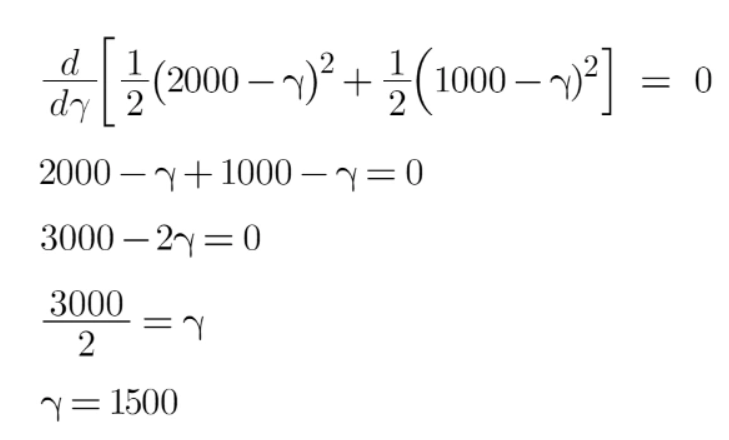 d/dγ [ 1/2 (2000 − γ)² + 1/2 (1000 − γ)² ] = 0
2000 − γ + 1000 − γ = 0
3000 − 2γ = 0
3000/2 = γ
γ = 1500